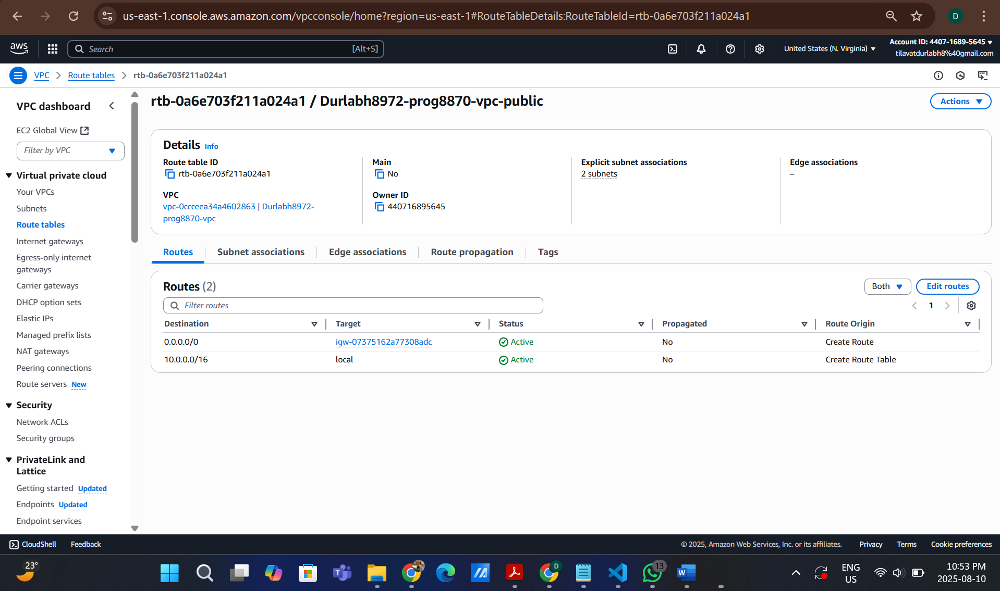 us-east-1.console.aws.amazon.com/vpcconsole/home?region=us-east-1#RouteTableDetails:RouteTableId=rtb-0a6e703f211a024a1
D
aws
Search [Alt+S]
United States (N. Virginia)
Account ID: 4407-1689-5645
tilavatdurlabh8%40gmail.com
VPC
Route tables
rtb-0a6e703f211a024a1
VPC dashboard
EC2 Global View
Filter by VPC
Virtual private cloud
Your VPCs
Subnets
Route tables
Internet gateways
Egress-only internet
gateways
Carrier gateways
DHCP option sets
Elastic IPs
Managed prefix lists
NAT gateways
Peering connections
Route servers New
Security
Network ACLs
Security groups
PrivateLink and
Lattice
Getting started Updated
Endpoints Updated
Endpoint services
rtb-0a6e703f211a024a1 / Durlabh8972-prog8870-vpc-public
Actions
Details Info
Route table ID
rtb-0a6e703f211a024a1
VPC
vpc-0ccceea34a4602863 | Durlabh8972-
prog8870-vpc
Main
No
Owner ID
440716895645
Explicit subnet associations
2 subnets
Edge associations
–
Routes
Subnet associations
Edge associations
Route propagation
Tags
Routes (2)
Both
Edit routes
Filter routes
1
Destination Target Status Propagated Route Origin
0.0.0.0/0 igw-07375162a77308adc Active No Create Route
10.0.0.0/16 local Active No Create Route Table
CloudShell
Feedback
© 2025, Amazon Web Services, Inc. or its affiliates.
Privacy
Terms
Cookie preferences
23°
D
13
ENG
US
10:53 PM
2025-08-10